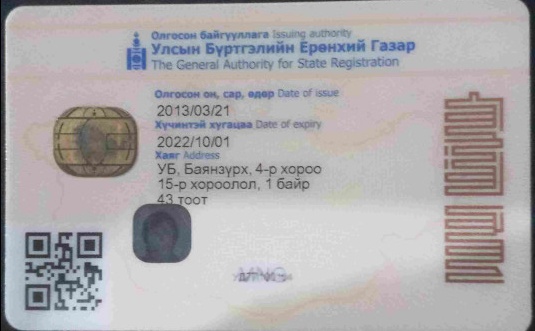 Олгосон байгууллага Issuing authority
Улсын Бүртгэлийн Ерөнхий Газар
The General Authority for State Registration
Олгосон он, сар, өдөр Date of issue
2013/03/21
Хүчинтэй хугацаа Date of expiry
2022/10/01
Хаяг Address
УБ, Баянзүрх, 4-р хороо
15-р хороолол, 1 байр
43 тоот